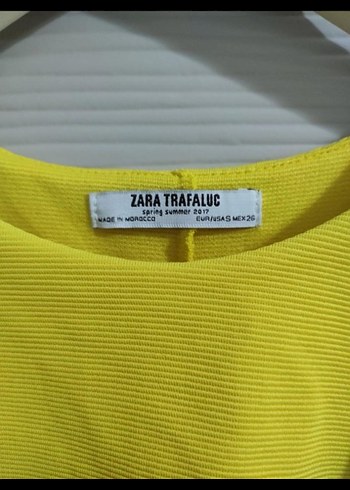 ZARA TRAFALUC
spring summer 2017
MADE IN MOROCCO EUR/USA S MEX 26